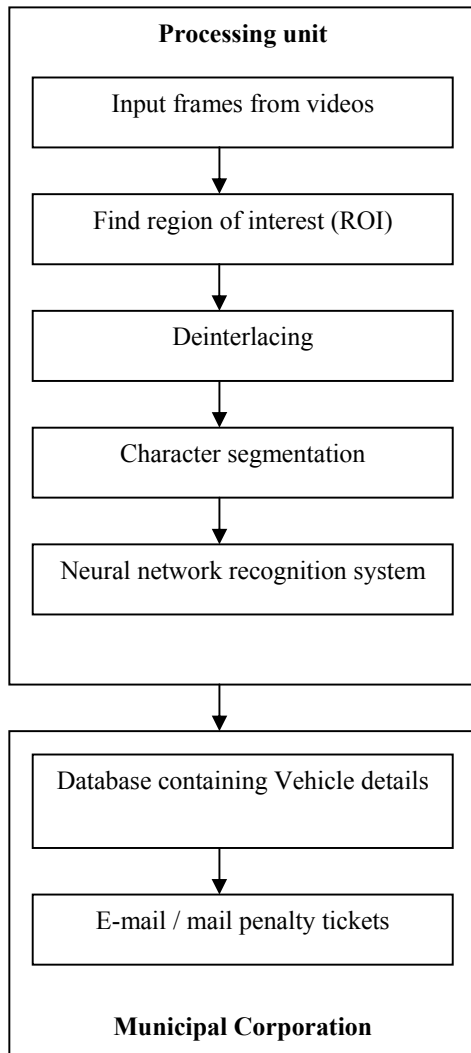 Processing unit
Input frames from videos
Find region of interest (ROI)
Deinterlacing
Character segmentation
Neural network recognition system
Database containing Vehicle details
E-mail / mail penalty tickets
Municipal Corporation